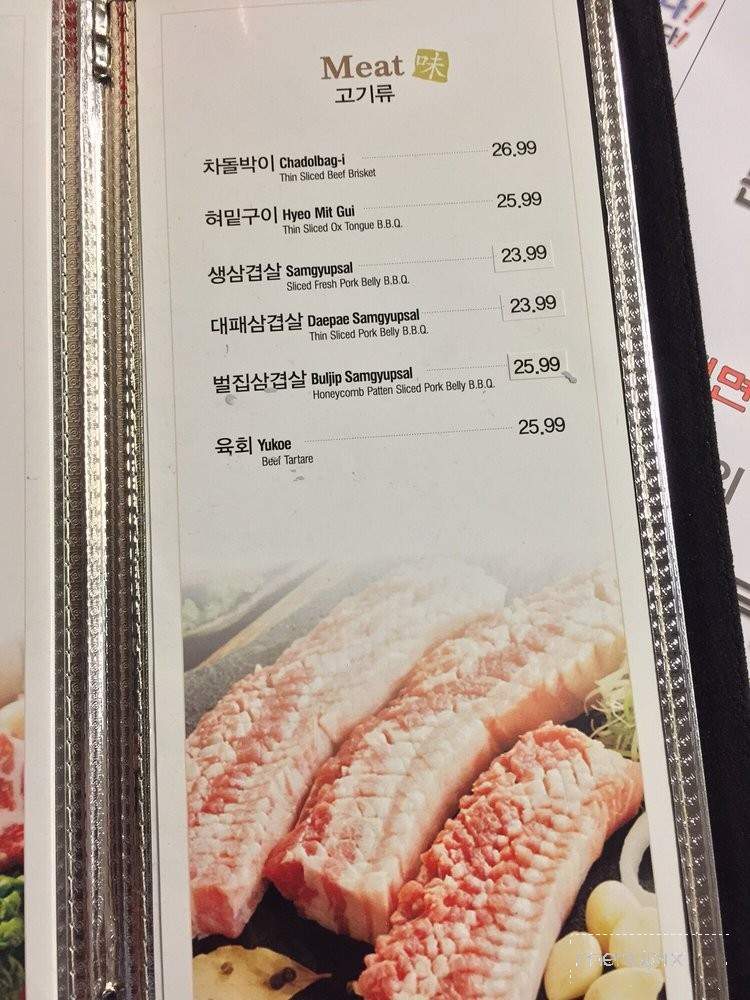 Meat 味
고기류
차돌박이 Chadolbag-i 26.99
Thin Sliced Beef Brisket
혀밑구이 Hyeo Mit Gui 25.99
Thin Sliced Ox Tongue B.B.Q.
생삼겹살 Samgyupsal 23.99
Sliced Fresh Pork Belly B.B.Q.
대패삼겹살 Daepae Samgyupsal 23.99
Thin Sliced Pork Belly B.B.Q.
벌집삼겹살 Buljip Samgyupsal 25.99
Honeycomb Patten Sliced Pork Belly B.B.Q.
육회 Yukoe 25.99
Beef Tartare